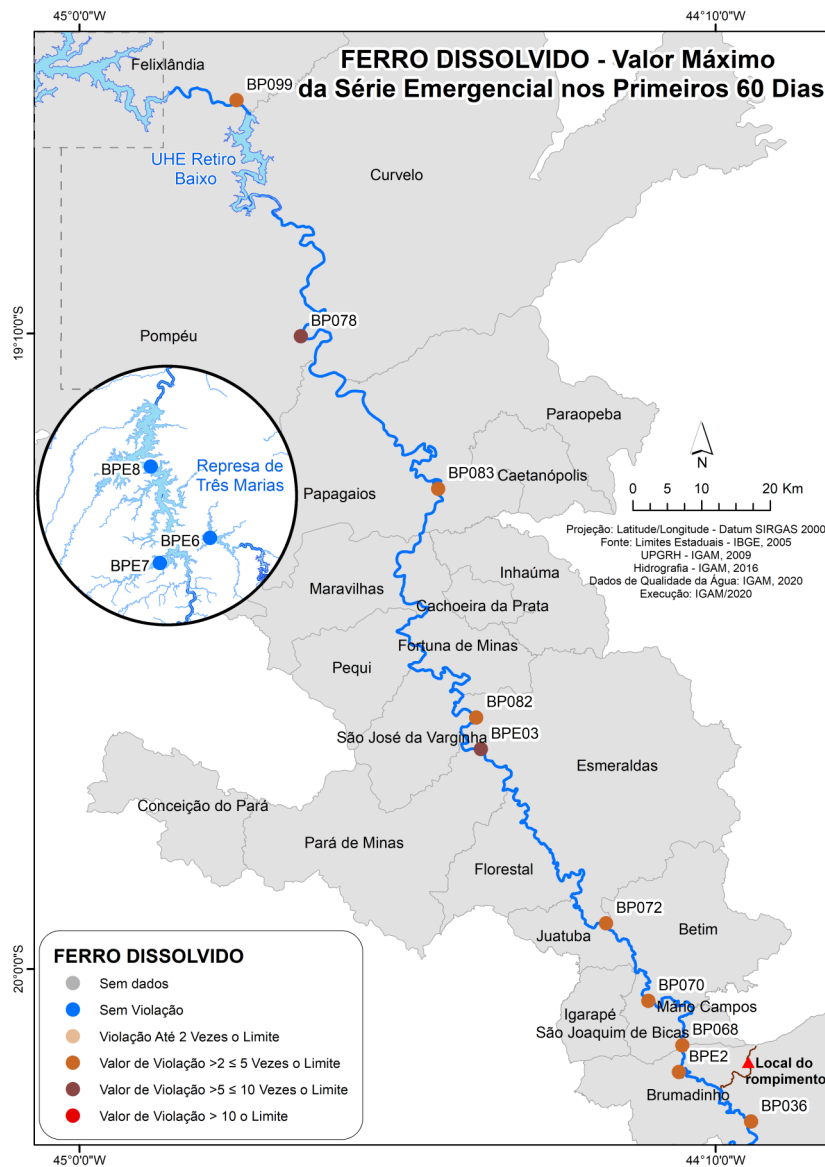 45°0'0"W
44°10'0"W
FERRO DISSOLVIDO - Valor Máximo
da Série Emergencial nos Primeiros 60 Dias
Felixlândia
BP099
UHE Retiro
Baixo
Curvelo
19°10'0"S
BP078
Pompéu
Paraopeba
N
BPE8
Represa de
Três Marias
BP083
Caetanópolis
Papagaios
0 5 10 20 Km
BPE6
BPE7
Projeção: Latitude/Longitude - Datum SIRGAS 2000
Fonte: Limites Estaduais - IBGE, 2005
UPGRH - IGAM, 2009
Hidrografia - IGAM, 2016
Dados de Qualidade da Água: IGAM, 2020
Execução: IGAM/2020
Inhaúma
Maravilhas
Cachoeira da Prata
Fortuna de Minas
Pequi
BP082
São José da Varginha
BPE03
Esmeraldas
Conceição do Pará
Pará de Minas
Florestal
BP072
Juatuba
Betim
20°0'0"S
BP070
Mário Campos
Igarapé
São Joaquim de Bicas
BP068
BPE2
Local do
rompimento
Brumadinho
BP036
FERRO DISSOLVIDO
Sem dados
Sem Violação
Violação Até 2 Vezes o Limite
Valor de Violação >2 ≤ 5 Vezes o Limite
Valor de Violação >5 ≤ 10 Vezes o Limite
Valor de Violação > 10 o Limite
45°0'0"W
44°10'0"W